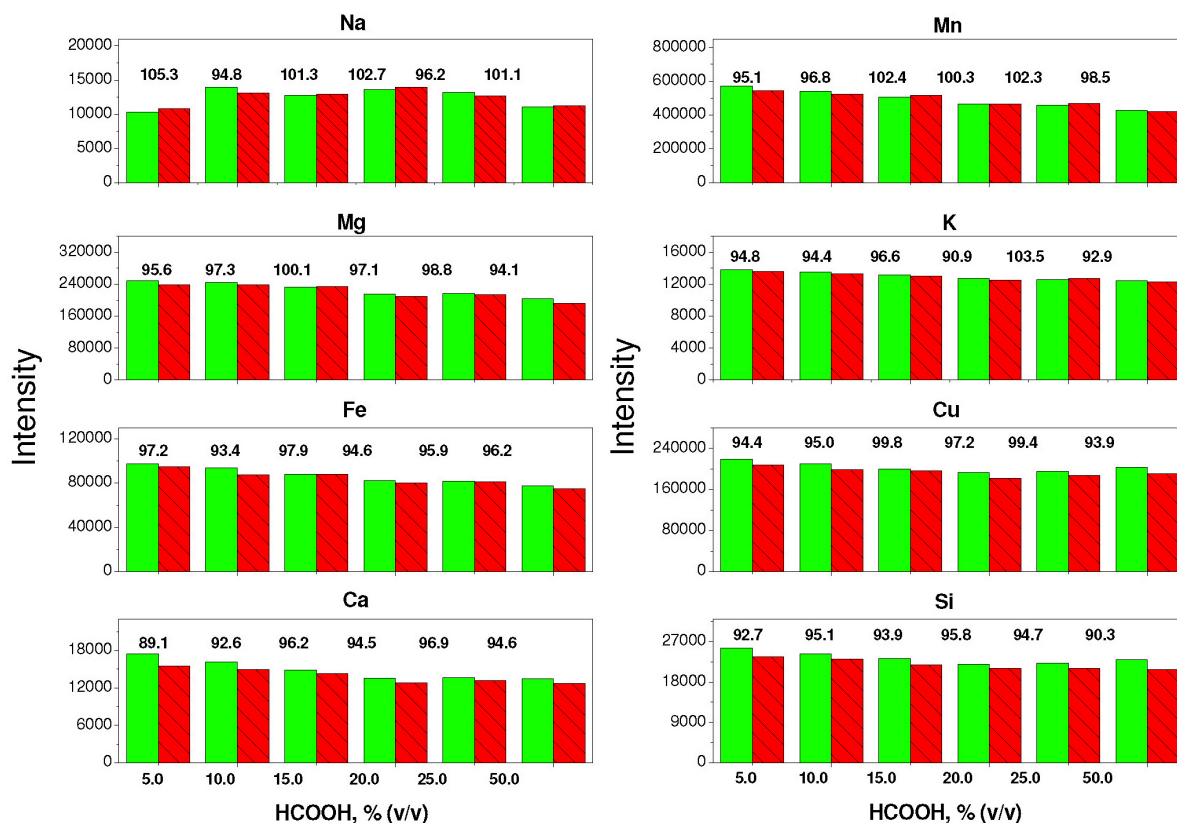 Na
20000
15000
10000
5000
0
105.3 94.8 101.3 102.7 96.2 101.1
Mn
800000
600000
400000
200000
0
95.1 96.8 102.4 100.3 102.3 98.5
Mg
320000
240000
160000
80000
0
95.6 97.3 100.1 97.1 98.8 94.1
K
16000
12000
8000
4000
0
94.8 94.4 96.6 90.9 103.5 92.9
Intensity
Intensity
Fe
120000
80000
40000
0
97.2 93.4 97.9 94.6 95.9 96.2
Cu
240000
160000
80000
0
94.4 95.0 99.8 97.2 99.4 93.9
Ca
18000
12000
6000
0
89.1 92.6 96.2 94.5 96.9 94.6
5.0 10.0 15.0 20.0 25.0 50.0
HCOOH, % (v/v)
Si
27000
18000
9000
0
92.7 95.1 93.9 95.8 94.7 90.3
5.0 10.0 15.0 20.0 25.0 50.0
HCOOH, % (v/v)